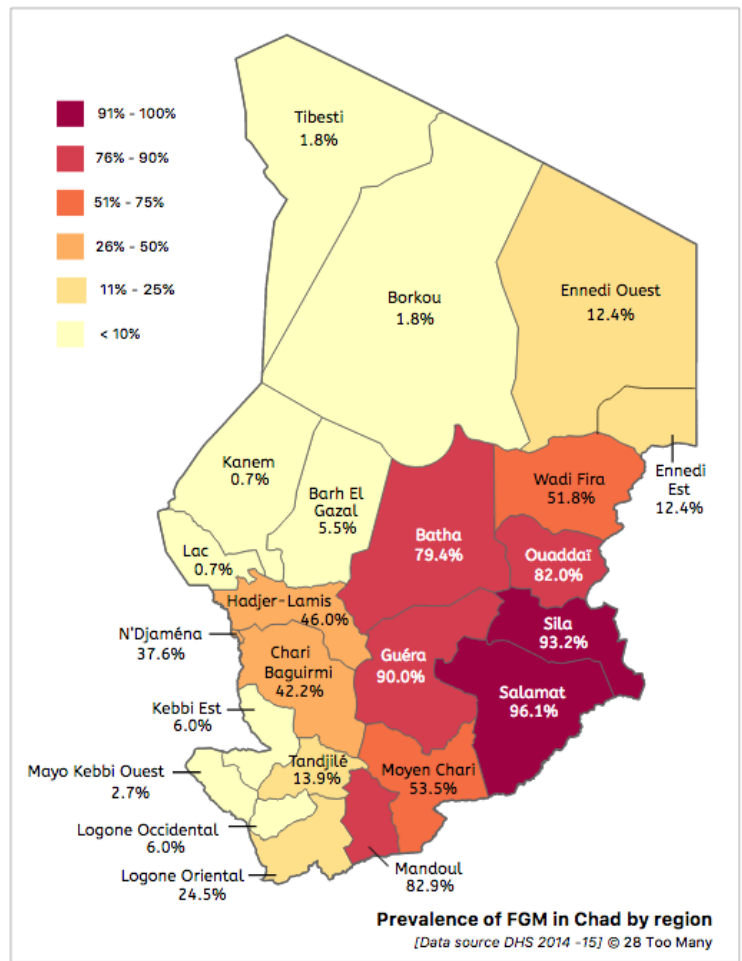 91% - 100%
76% - 90%
51% - 75%
26% - 50%
11% - 25%
< 10%
Tibesti
1.8%
Borkou
1.8%
Ennedi Ouest
12.4%
Ennedi
Est
12.4%
Kanem
0.7%
Barh El
Gazal
5.5%
Wadi Fira
51.8%
Batha
79.4%
Ouaddaï
82.0%
Lac
0.7%
Hadjer-Lamis
46.0%
N'Djaména
37.6%
Chari
Baguirmi
42.2%
Guéra
90.0%
Sila
93.2%
Salamat
96.1%
Kebbi Est
6.0%
Mayo Kebbi Ouest
2.7%
Tandjilé
13.9%
Moyen Chari
53.5%
Logone Occidental
6.0%
Logone Oriental
24.5%
Mandoul
82.9%
Prevalence of FGM in Chad by region
[Data source DHS 2014 -15] © 28 Too Many